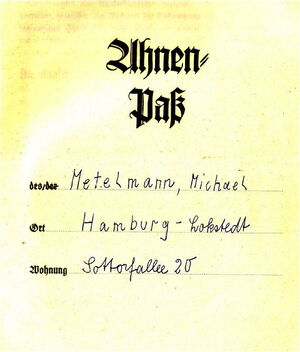 Ahnen=
Paß
des/der Metelmann, Michael
Ort Hamburg - Lokstedt
Wohnung Sottorfallee 20